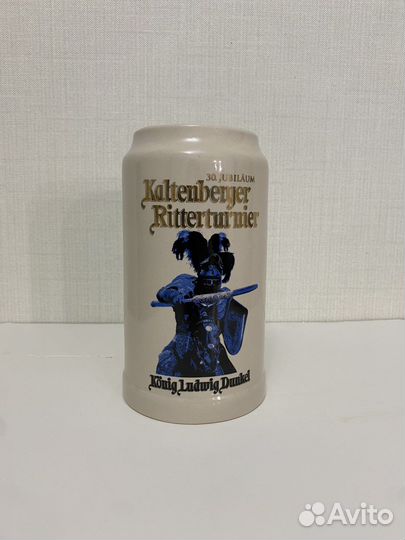 30. JUBILÄUM
Kaltenberger
Ritterturnier
König Ludwig Dunkel
Avito